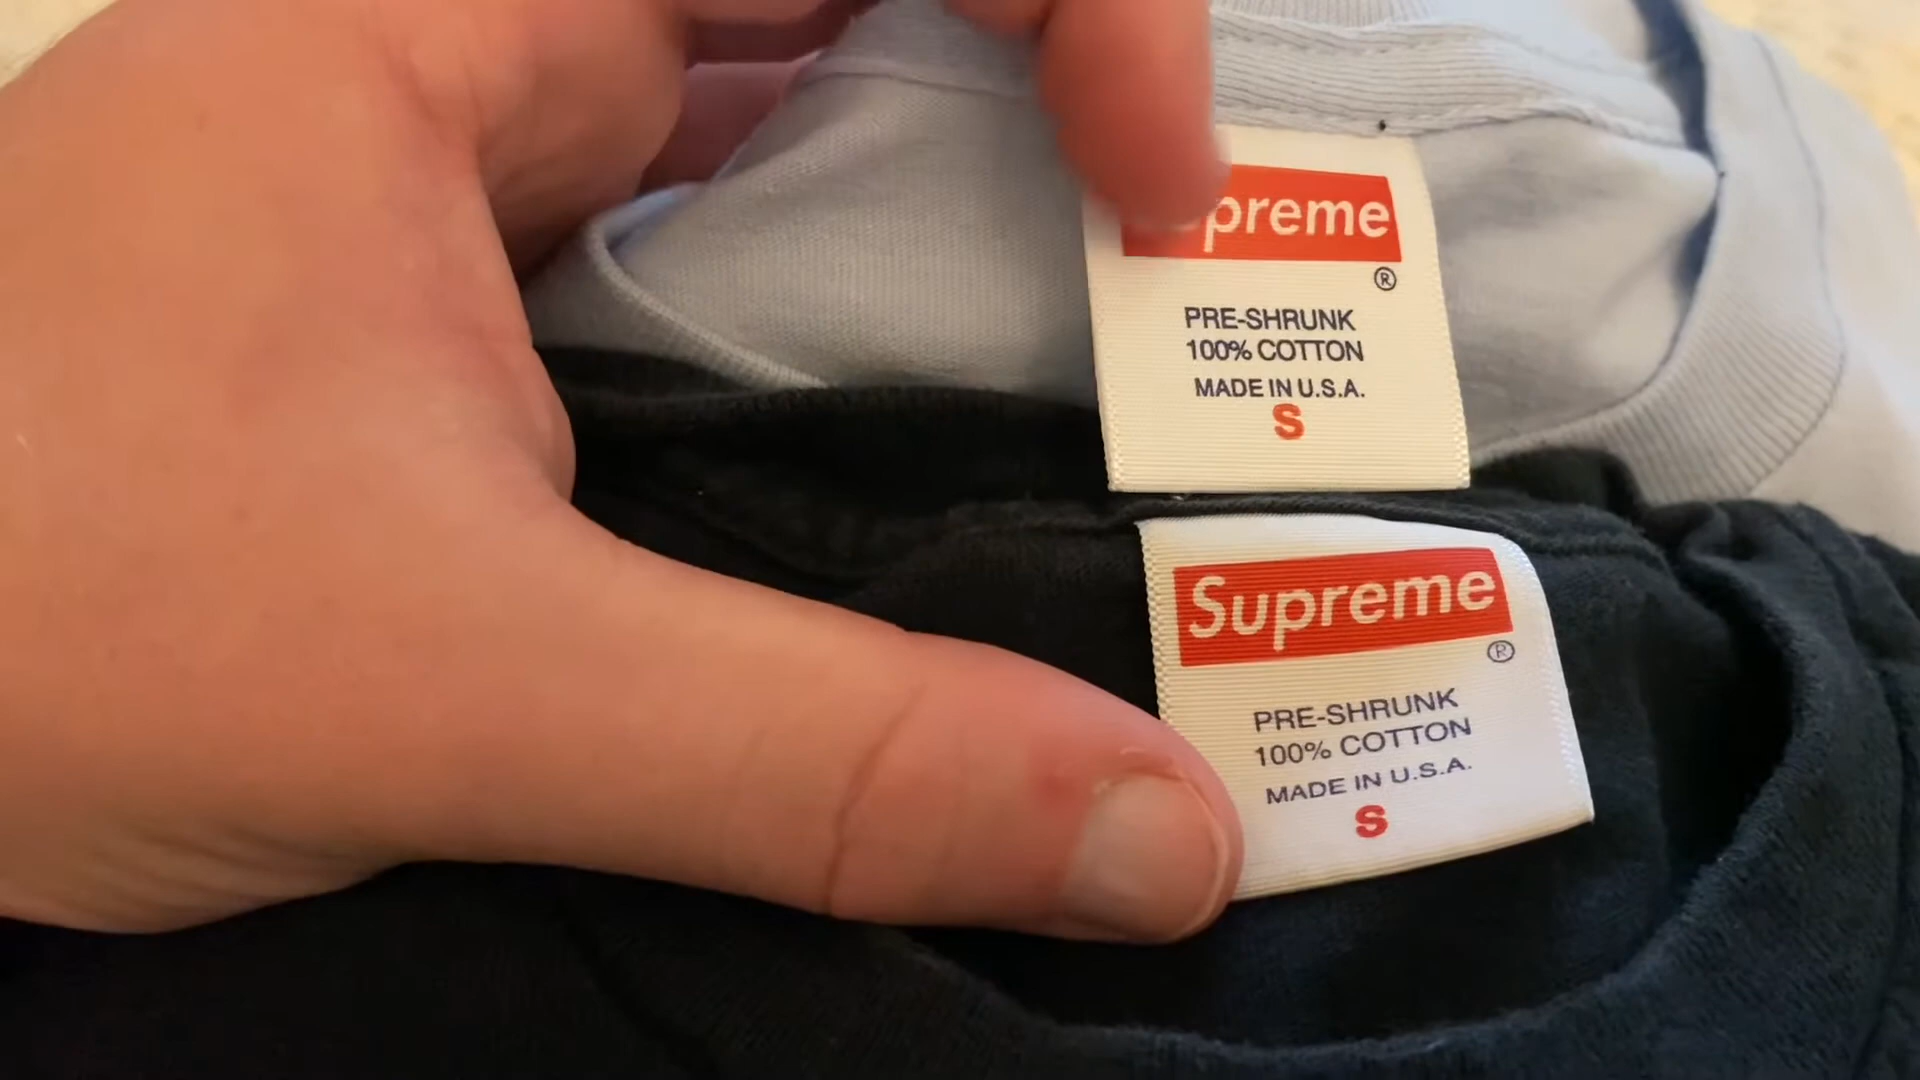 preme
®
PRE-SHRUNK
100% COTTON
MADE IN U.S.A.
S
Supreme
®
PRE-SHRUNK
100% COTTON
MADE IN U.S.A.
S